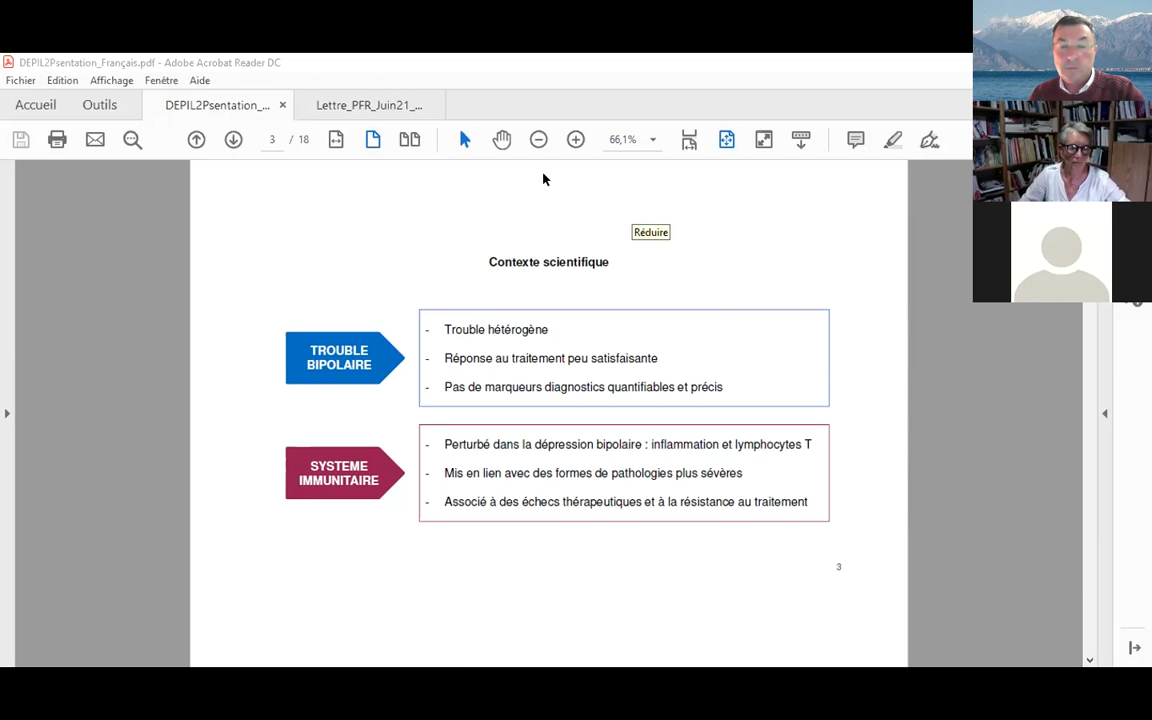 DEPIL2Psentation_Français.pdf - Adobe Acrobat Reader DC
Fichier Edition Affichage Fenêtre Aide
Accueil Outils DEPIL2Psentation_... × Lettre_PFR_Juin21_...
3 / 18 66,1%
Réduire
Contexte scientifique
TROUBLE
BIPOLAIRE
- Trouble hétérogène
- Réponse au traitement peu satisfaisante
- Pas de marqueurs diagnostics quantifiables et précis
SYSTEME
IMMUNITAIRE
- Perturbé dans la dépression bipolaire : inflammation et lymphocytes T
- Mis en lien avec des formes de pathologies plus sévères
- Associé à des échecs thérapeutiques et à la résistance au traitement
3